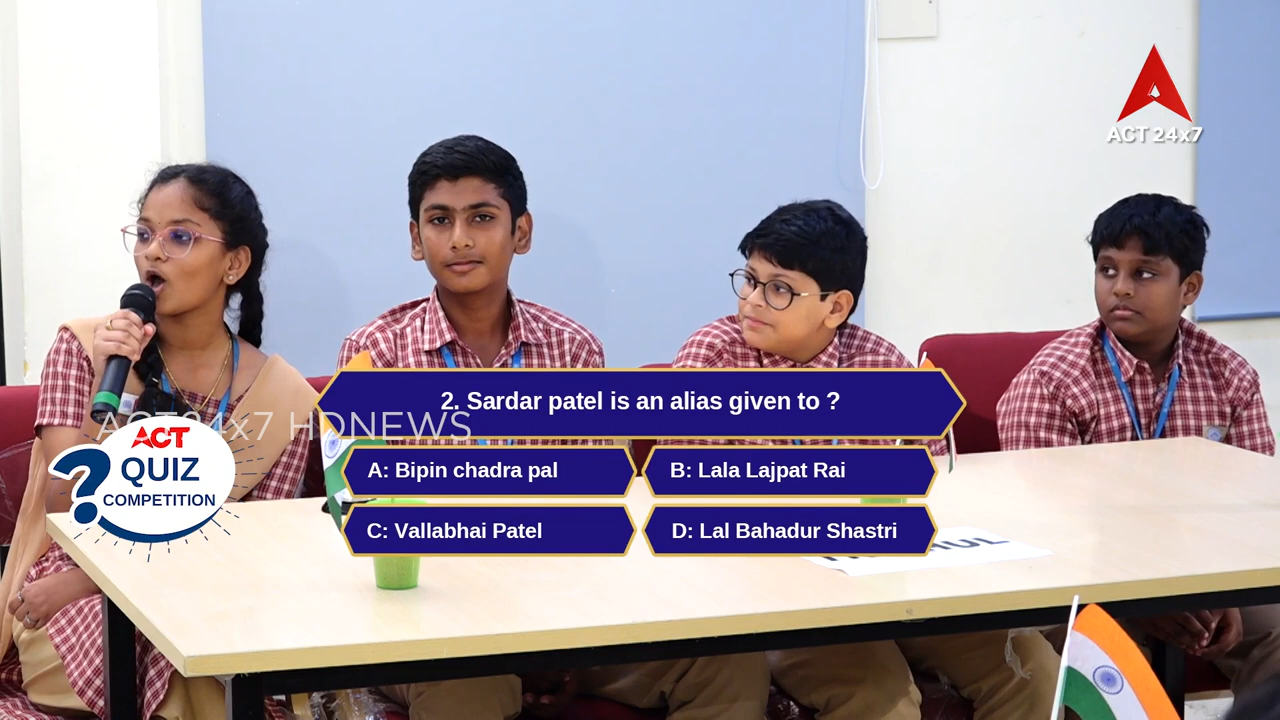 ACT 24x7
2. Sardar patel is an alias given to ?
ACT24x7 HDNEWS
A: Bipin chadra pal
B: Lala Lajpat Rai
C: Vallabhai Patel
D: Lal Bahadur Shastri
ACT
?
QUIZ
COMPETITION